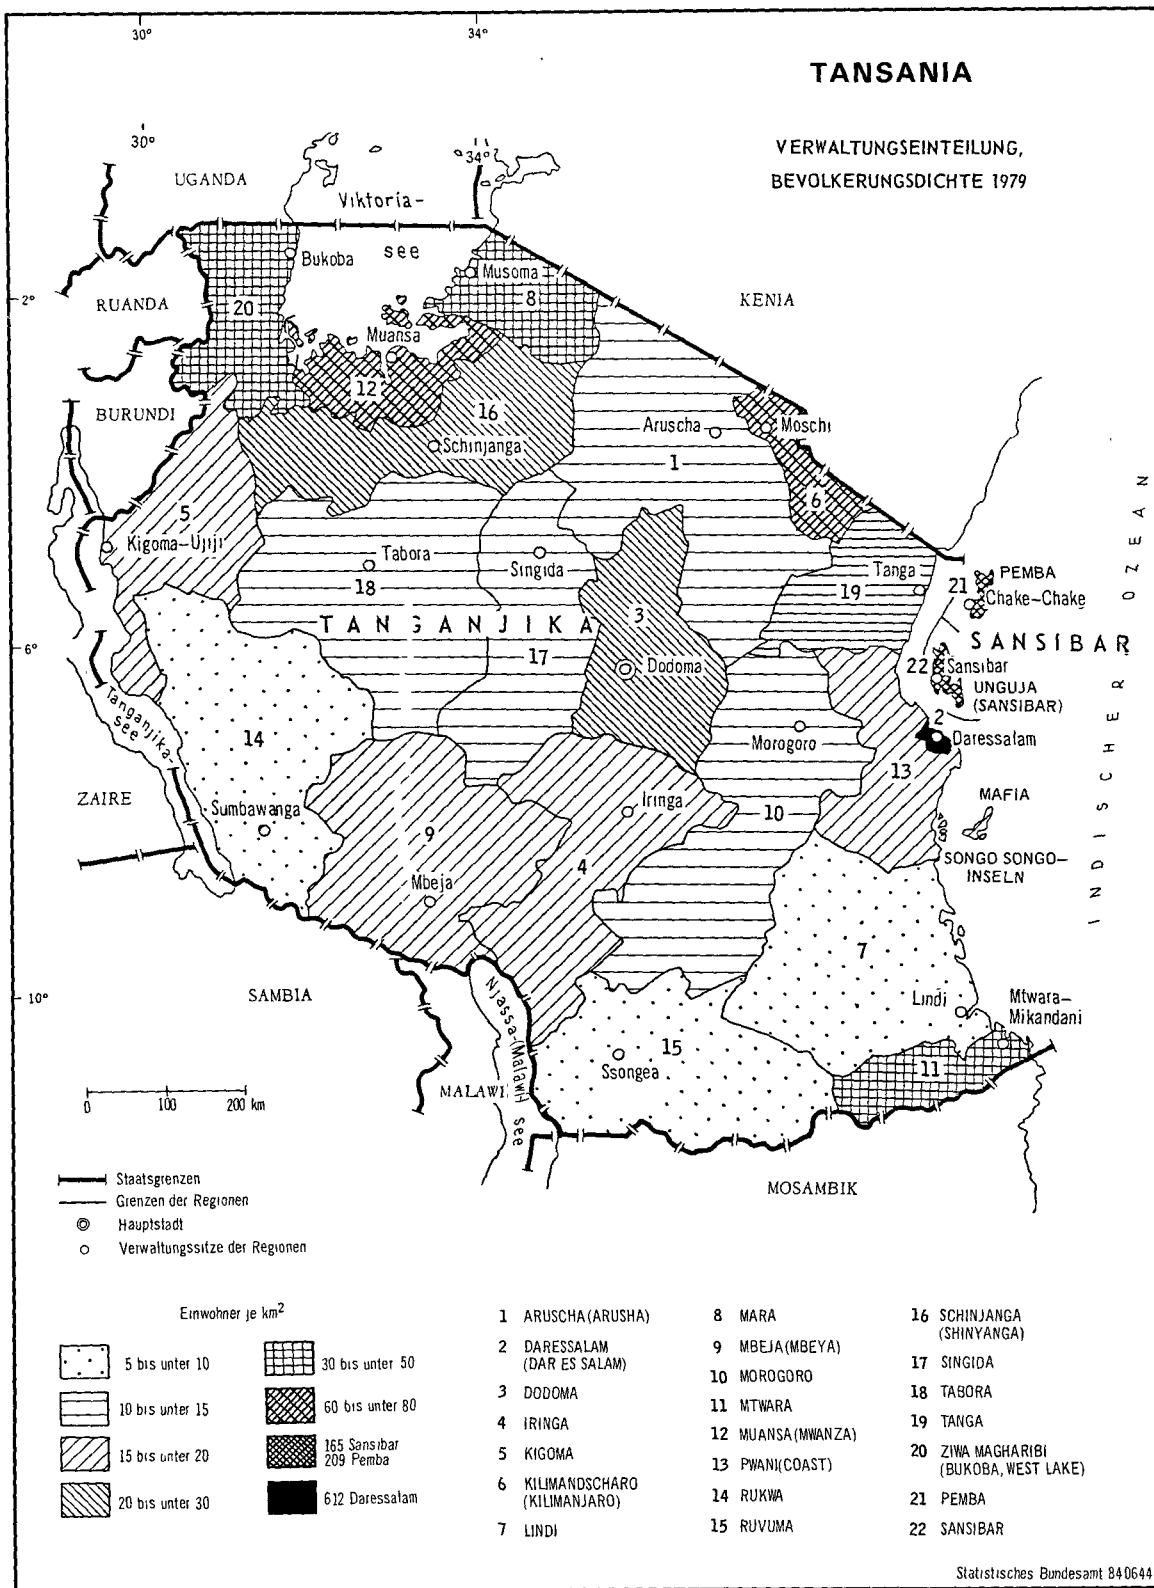 30°
34°
TANSANIA
VERWALTUNGSEINTEILUNG,
BEVOLKERUNGSDICHTE 1979
30°
34°
UGANDA
Viktoria-
see
Bukoba
Musoma
8
2°
RUANDA
20
KENIA
Muansa
12
BURUNDI
16
Schinjanga
Aruscha
Moschi
1
6
5
Kigoma-Ujiji
Tabora
18
Singida
Tanga
19
21
PEMBA
Chake-Chake
TANGANJIKA
3
17
6°
SANSIBAR
Dodoma
22
Sansibar
UNGUJA
(SANSIBAR)
2
Daressalam
Tanganjika-
see
14
Morogoro
13
INDISCHER OZEAN
ZAIRE
Sumbawanga
Iringa
10
MAFIA
9
4
SONGO SONGO-
INSELN
Mbeja
7
10°
SAMBIA
Njassa-(Malawi)
see
Lindi
Mtwara-
Mikandani
15
Ssongea
11
MALAWI
0 100 200 km
MOSAMBIK
Staatsgrenzen
Grenzen der Regionen
Hauptstadt
Verwaltungssitze der Regionen
Einwohner je km²
5 bis unter 10
10 bis unter 15
15 bis unter 20
20 bis unter 30
30 bis unter 50
60 bis unter 80
165 Sansibar
209 Pemba
612 Daressalam
1 ARUSCHA (ARUSHA)
2 DARESSALAM
(DAR ES SALAM)
3 DODOMA
4 IRINGA
5 KIGOMA
6 KILIMANDSCHARO
(KILIMANJARO)
7 LINDI
8 MARA
9 MBEJA (MBEYA)
10 MOROGORO
11 MTWARA
12 MUANSA (MWANZA)
13 PWANI (COAST)
14 RUKWA
15 RUVUMA
16 SCHINJANGA
(SHINYANGA)
17 SINGIDA
18 TABORA
19 TANGA
20 ZIWA MAGHARIBI
(BUKOBA, WEST LAKE)
21 PEMBA
22 SANSIBAR
Statistisches Bundesamt 840644